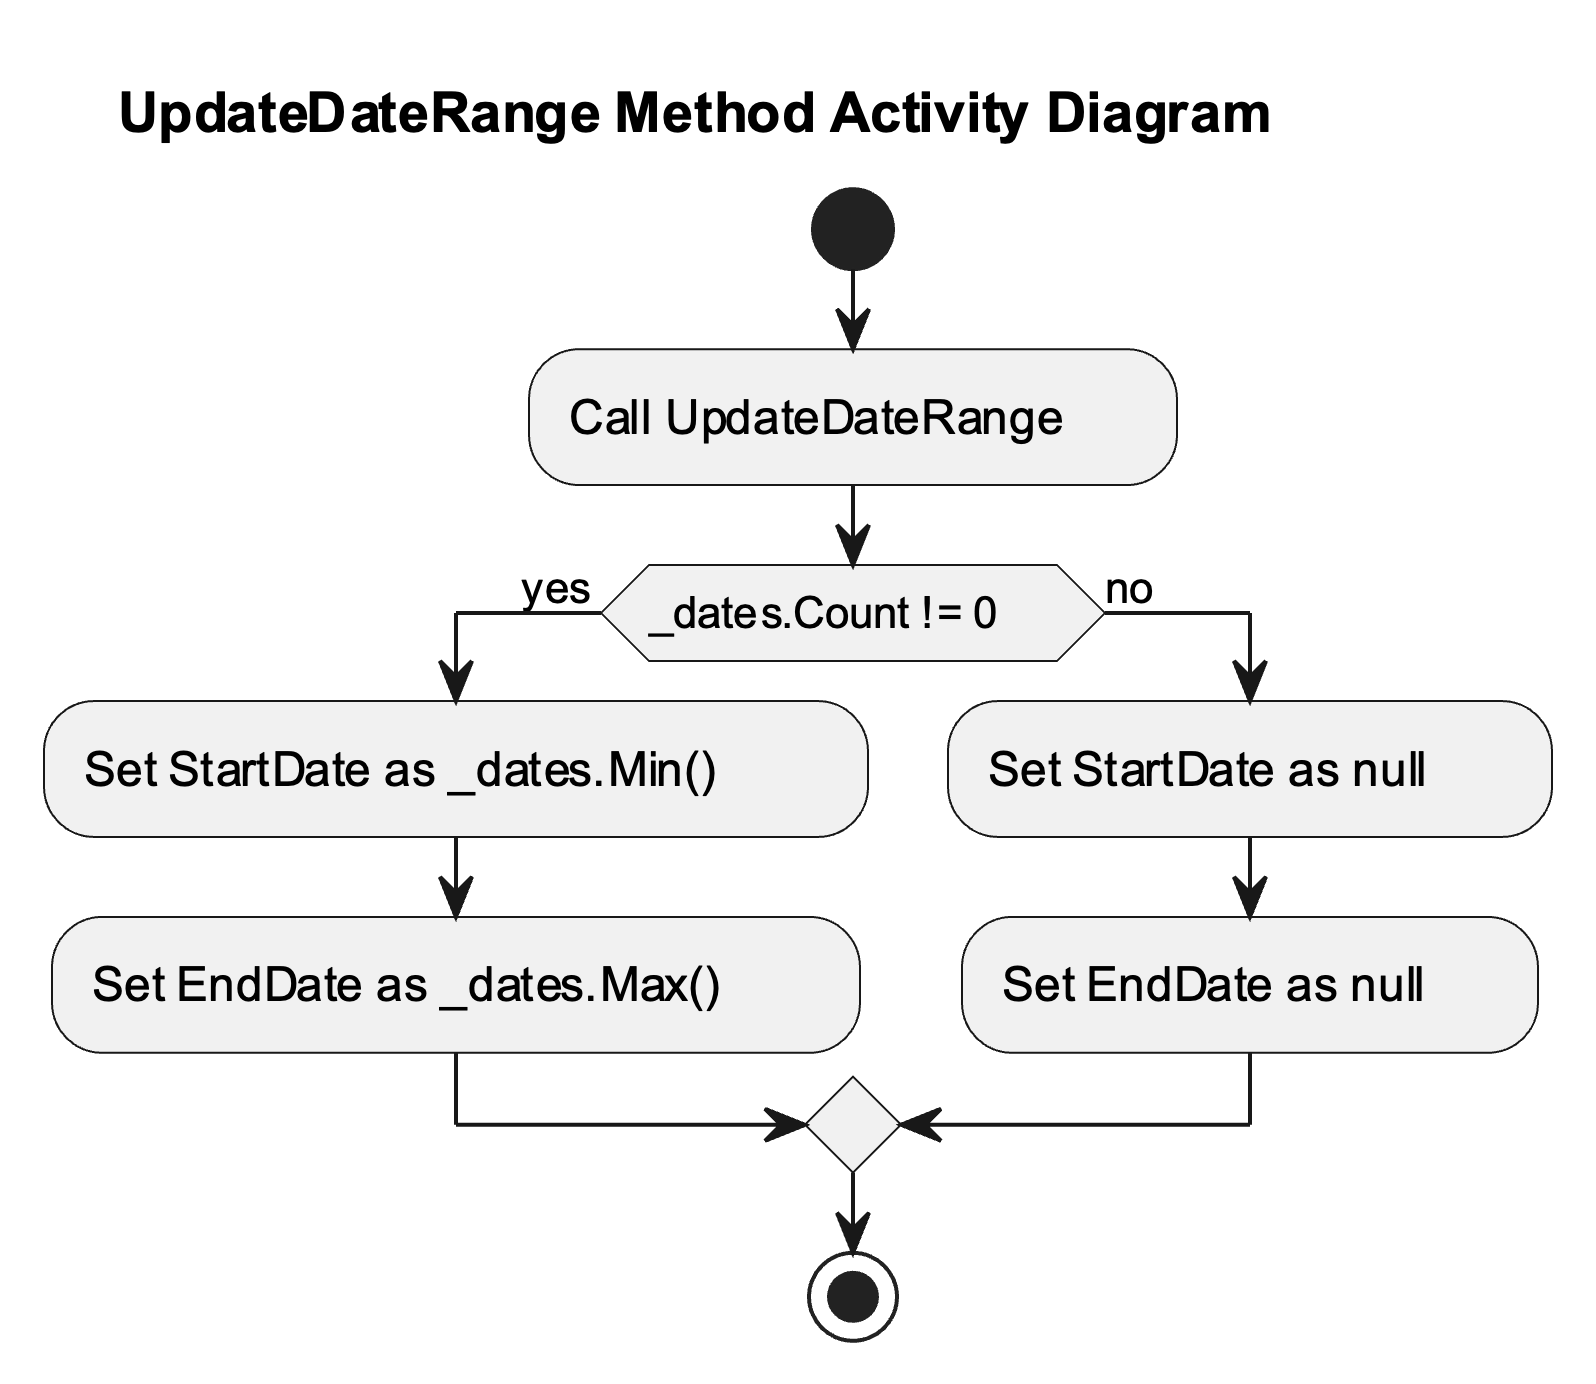 UpdateDateRange Method Activity Diagram
Call UpdateDateRange
yes
_dates.Count != 0
no
Set StartDate as _dates.Min()
Set StartDate as null
Set EndDate as _dates.Max()
Set EndDate as null